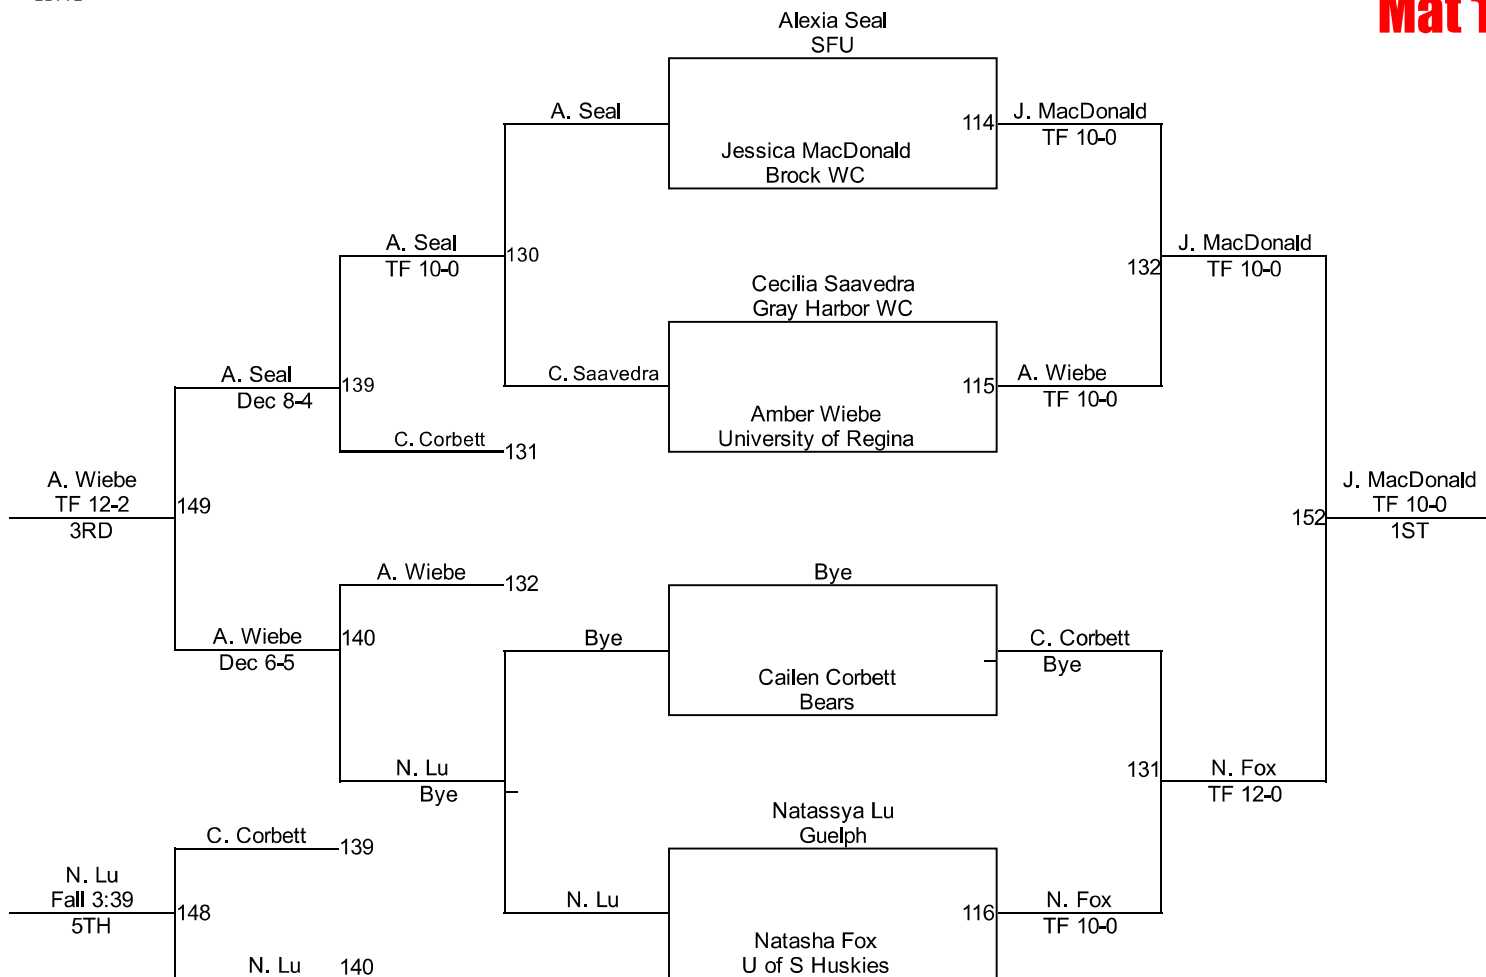 Mat 1
Alexia Seal
SFU
A. Seal
114
J. MacDonald
TF 10-0
Jessica MacDonald
Brock WC
A. Seal
TF 10-0
130
J. MacDonald
TF 10-0
132
Cecilia Saavedra
Gray Harbor WC
A. Seal
Dec 8-4
139
C. Saavedra
115
A. Wiebe
TF 10-0
Amber Wiebe
University of Regina
C. Corbett
131
A. Wiebe
TF 12-2
3RD
149
152
J. MacDonald
TF 10-0
1ST
A. Wiebe
132
Bye
A. Wiebe
Dec 6-5
140
Bye
C. Corbett
Bye
Cailen Corbett
Bears
N. Lu
Bye
131
N. Fox
TF 12-0
Natassya Lu
Guelph
C. Corbett
139
N. Lu
Fall 3:39
5TH
148
N. Lu
116
N. Fox
TF 10-0
Natasha Fox
U of S Huskies
N. Lu
140